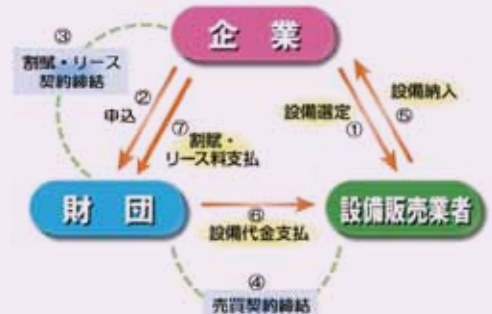 企業
③
割賦・リース
契約締結
②
申込
⑦
割賦・
リース料支払
設備選定
①
設備納入
⑤
財団
⑥
設備代金支払
設備販売業者
④
売買契約締結